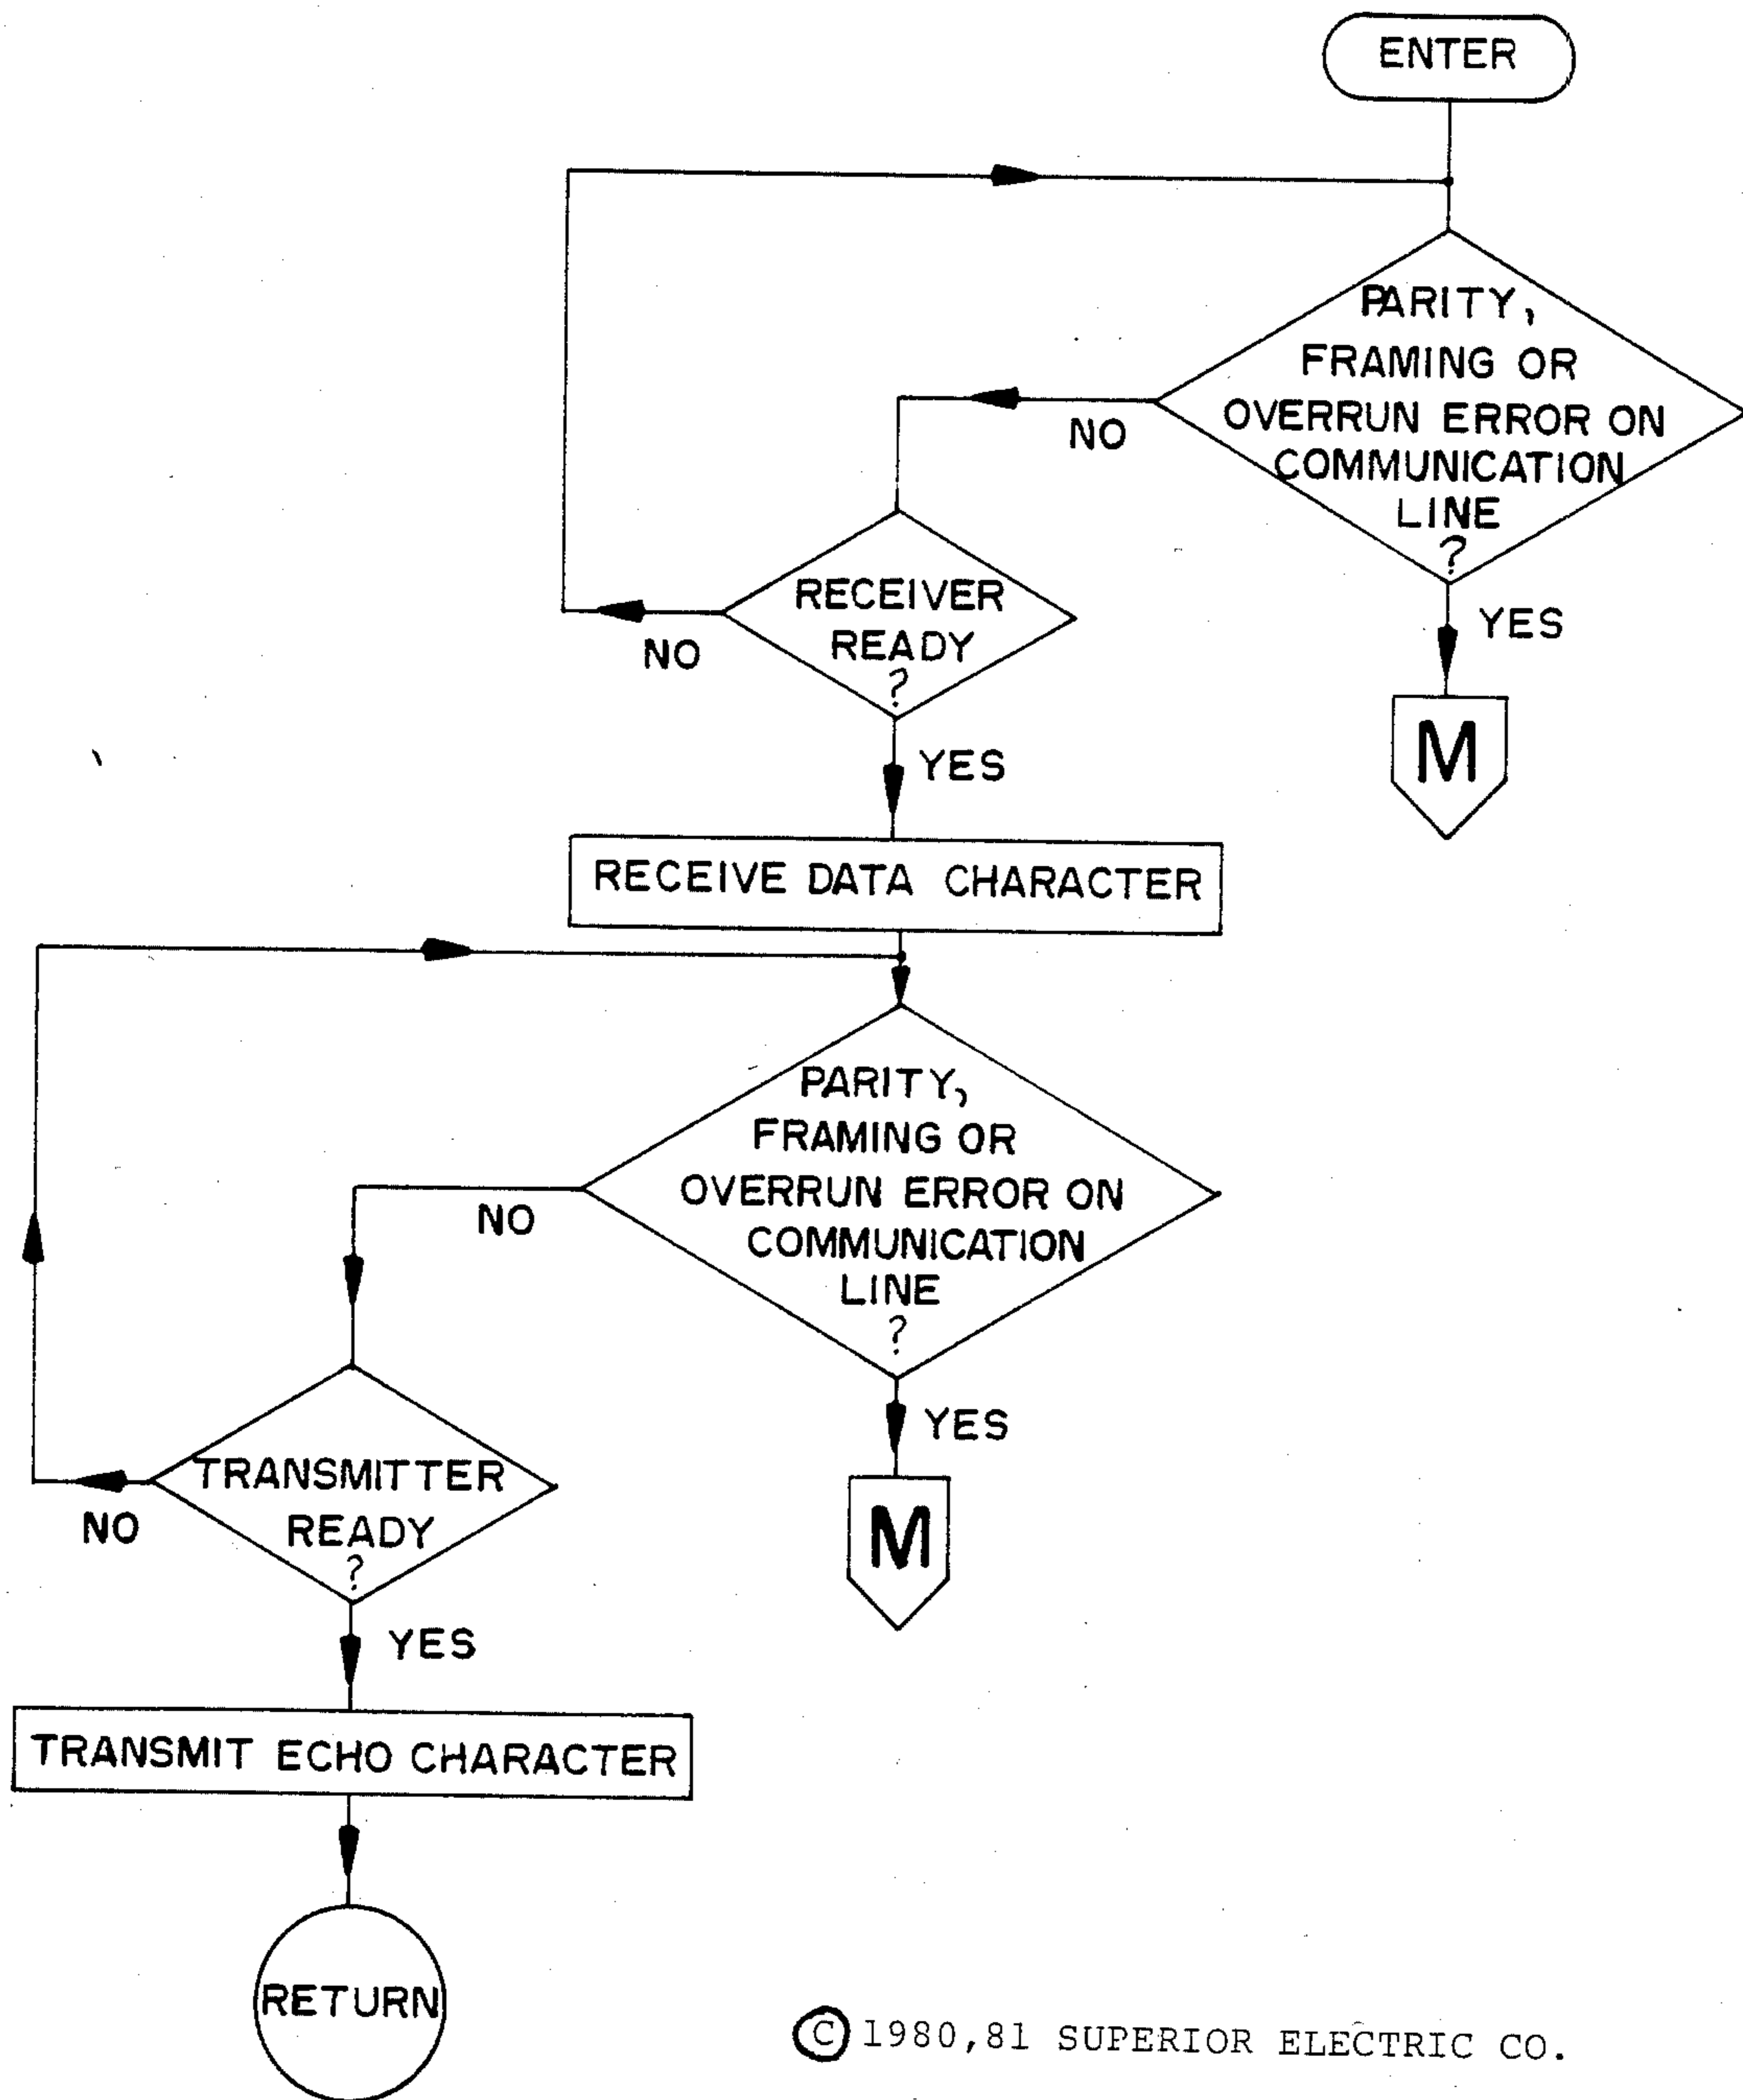 ENTER
PARITY,
FRAMING OR
OVERRUN ERROR ON
COMMUNICATION
LINE
?
NO
YES
M
RECEIVER
READY
?
NO
YES
RECEIVE DATA CHARACTER
PARITY,
FRAMING OR
OVERRUN ERROR ON
COMMUNICATION
LINE
?
NO
YES
M
TRANSMITTER
READY
?
NO
YES
TRANSMIT ECHO CHARACTER
RETURN
© 1980,81 SUPERIOR ELECTRIC CO.